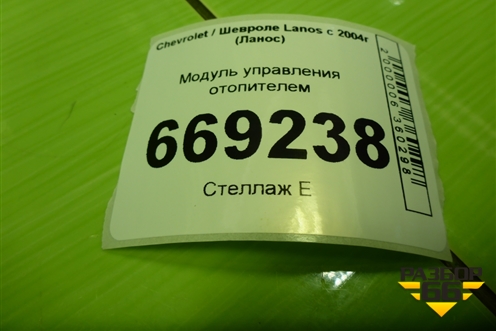 Chevrolet / Шевроле Lanos с 2004г
(Ланос)
Модуль управления
отопителем
669238
Стеллаж Е
2000006360298
РАЗБОР
66